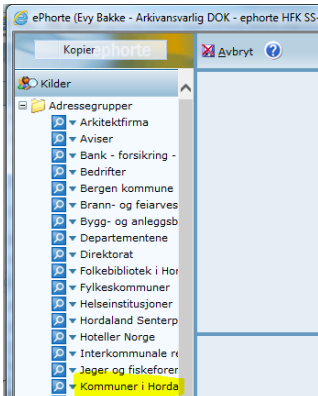 ePhorte (Evy Bakke - Arkivansvarlig DOK - ephorte HFK SS-
Kopier
Avbryt
Kilder
Adressegrupper
Arkitektfirma
Aviser
Bank - forsikring -
Bedrifter
Bergen kommune
Brann- og feiarves
Bygg- og anleggsb
Departementene
Direktorat
Folkebibliotek i Hor
Fylkeskommuner
Helseinstitusjoner
Hordaland Senterp
Hoteller Norge
Interkommunale re
Jeger og fiskeforer
Kommuner i Horda